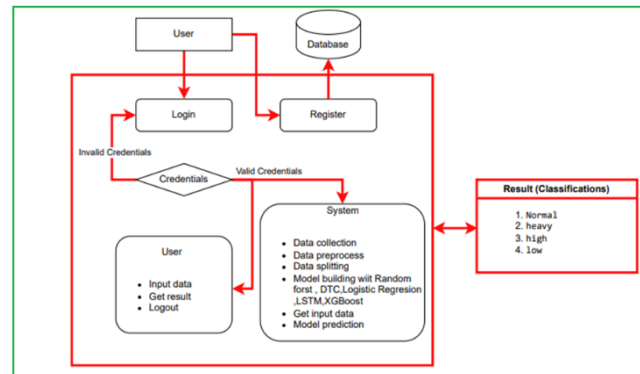 User
Database
Login
Register
Invalid Credentials
Credentials
Valid Credentials
User
• Input data
• Get result
• Logout
System
• Data collection
• Data preprocess
• Data splitting
• Model building wiit Random
forst , DTC,Logistic Regresion
,LSTM,XGBoost
• Get input data
• Model prediction
Result (Classifications)
1. Normal
2. heavy
3. high
4. low